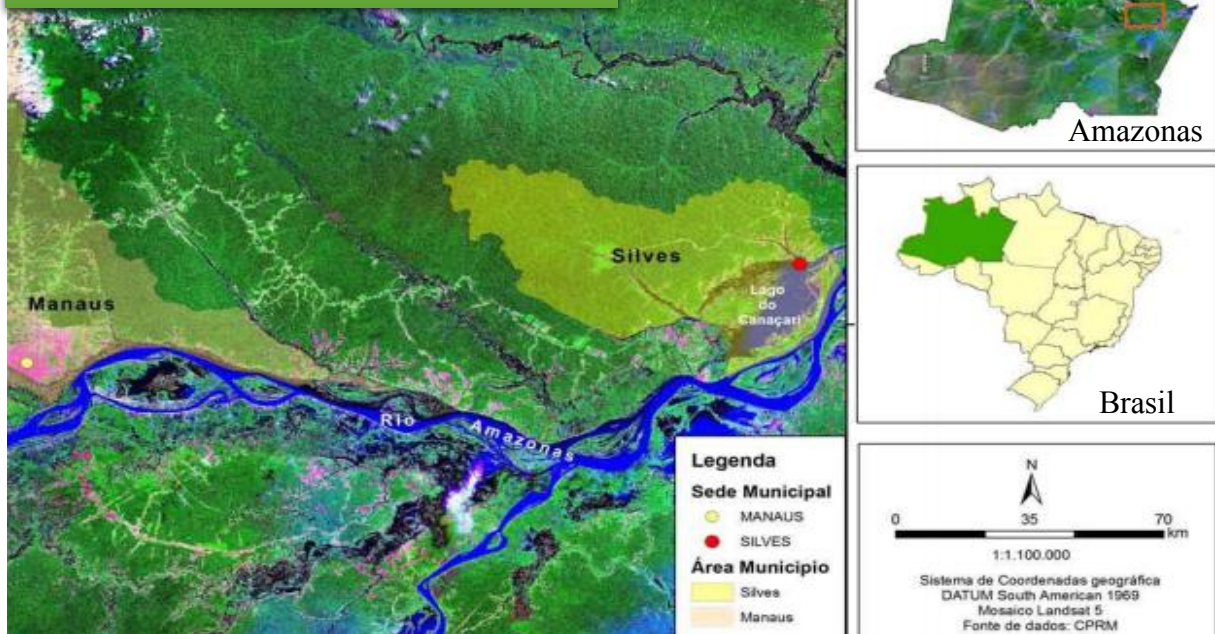 Amazonas
Manaus
Silves
Lago
do
Canaçari
Rio Amazonas
Brasil
Legenda
Sede Municipal
MANAUS
SILVES
Área Municipio
Silves
Manaus
N
0 35 70
km
1:1.100.000
Sistema de Coordenadas geográfica
DATUM South American 1969
Mosaico Landsat 5
Fonte de dados: CPRM